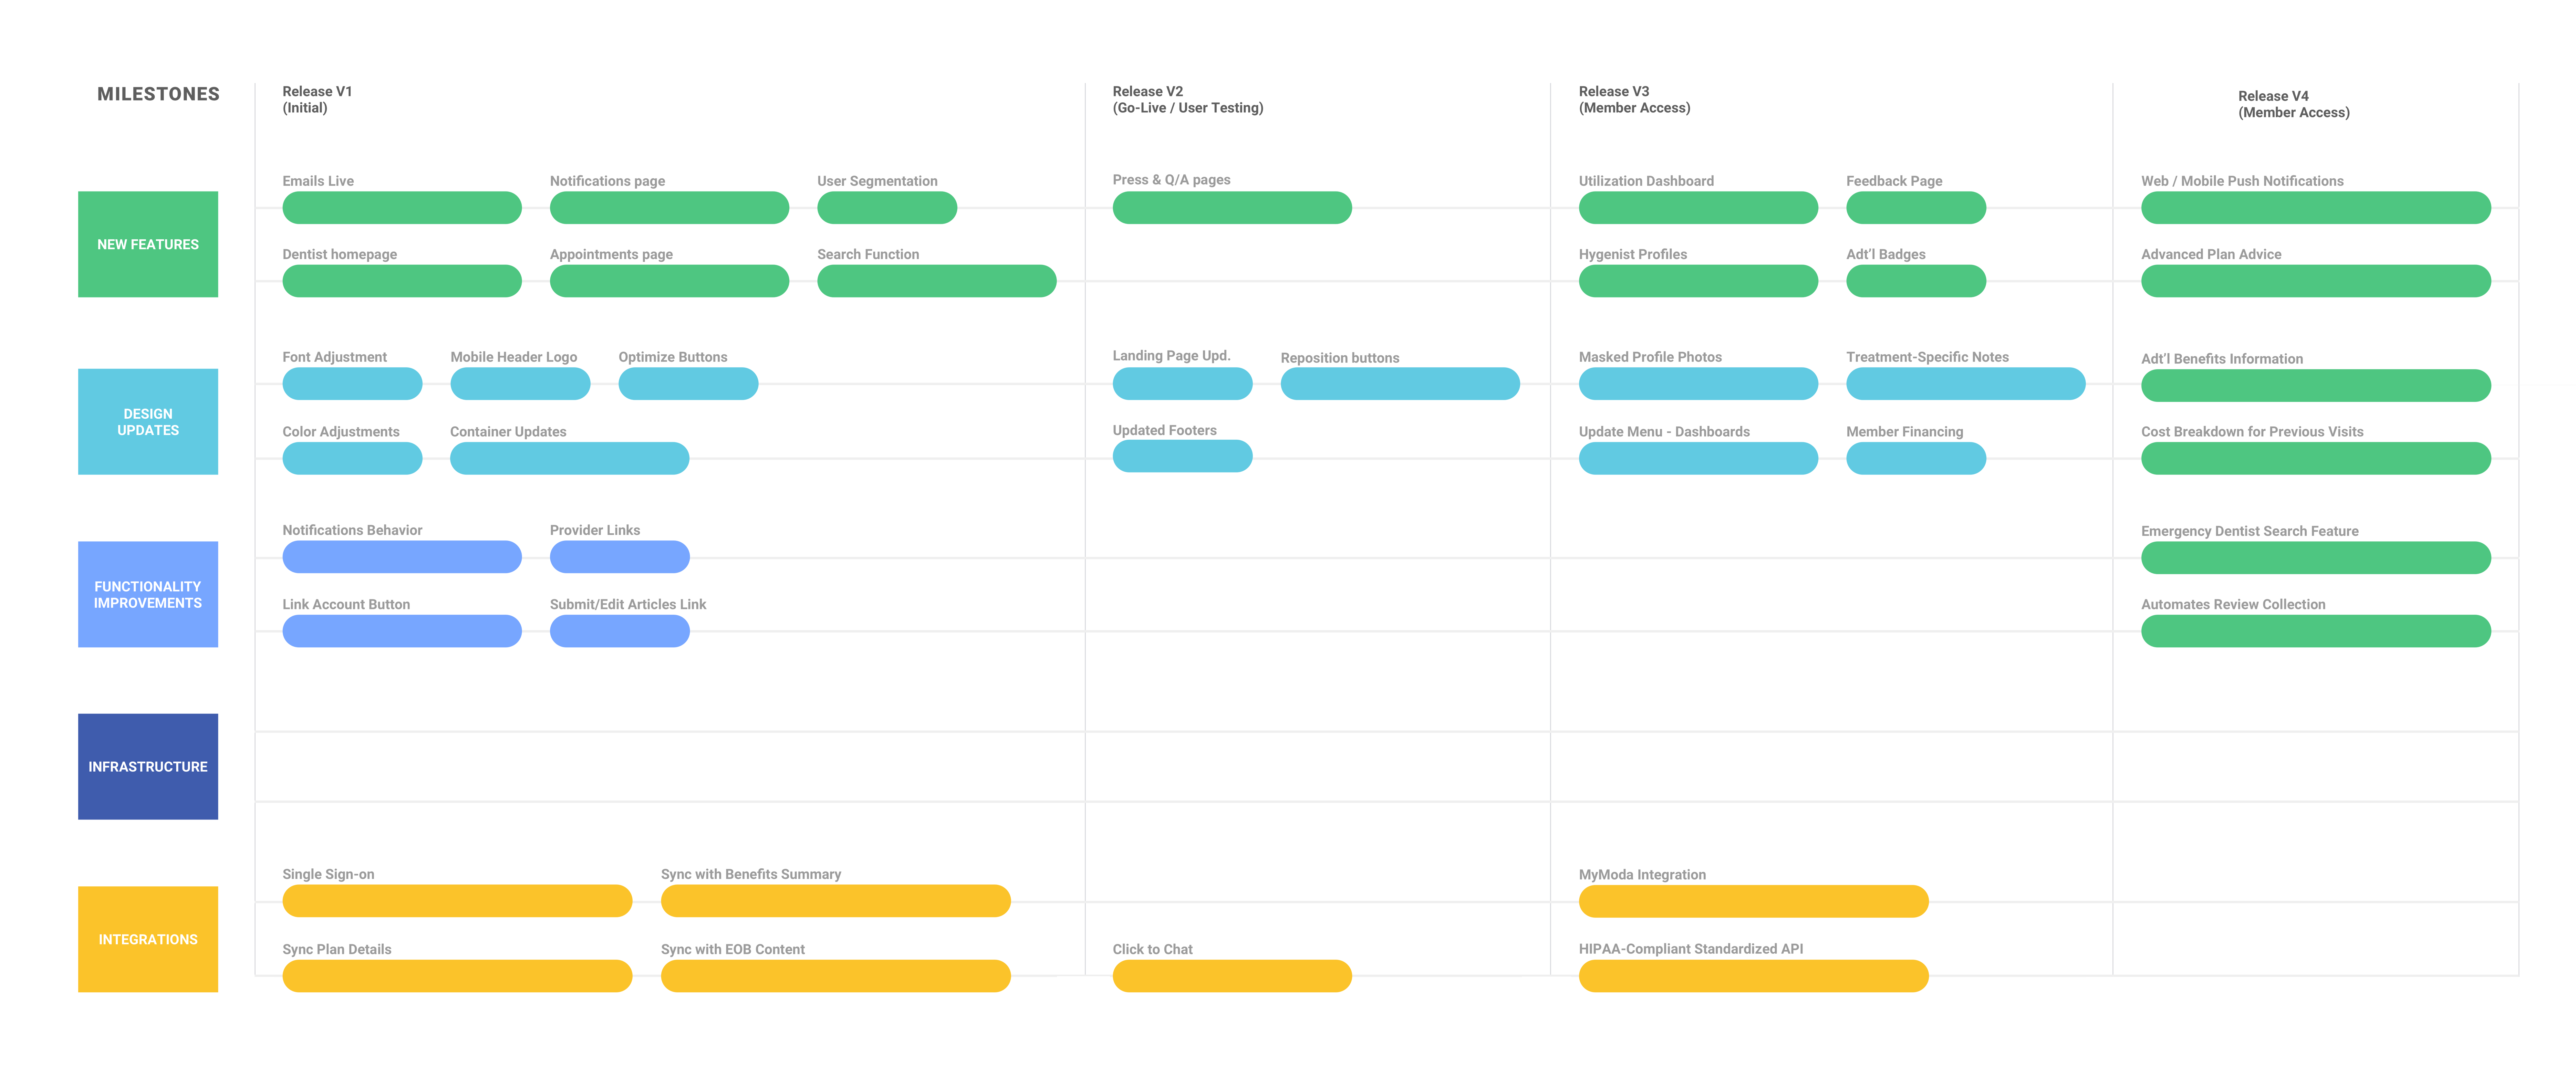 MILESTONES
Release V1
(Initial)
Release V2
(Go-Live / User Testing)
Release V3
(Member Access)
Release V4
(Member Access)
NEW FEATURES
Emails Live
Notifications page
User Segmentation
Press & Q/A pages
Utilization Dashboard
Feedback Page
Web / Mobile Push Notifications
Dentist homepage
Appointments page
Search Function
Hygenist Profiles
Adt'l Badges
Advanced Plan Advice
DESIGN
UPDATES
Font Adjustment
Mobile Header Logo
Optimize Buttons
Landing Page Upd.
Reposition buttons
Masked Profile Photos
Treatment-Specific Notes
Adt'l Benefits Information
Color Adjustments
Container Updates
Updated Footers
Update Menu - Dashboards
Member Financing
Cost Breakdown for Previous Visits
FUNCTIONALITY
IMPROVEMENTS
Notifications Behavior
Provider Links
Emergency Dentist Search Feature
Link Account Button
Submit/Edit Articles Link
Automates Review Collection
INFRASTRUCTURE
INTEGRATIONS
Single Sign-on
Sync with Benefits Summary
MyModa Integration
Sync Plan Details
Sync with EOB Content
Click to Chat
HIPAA-Compliant Standardized API